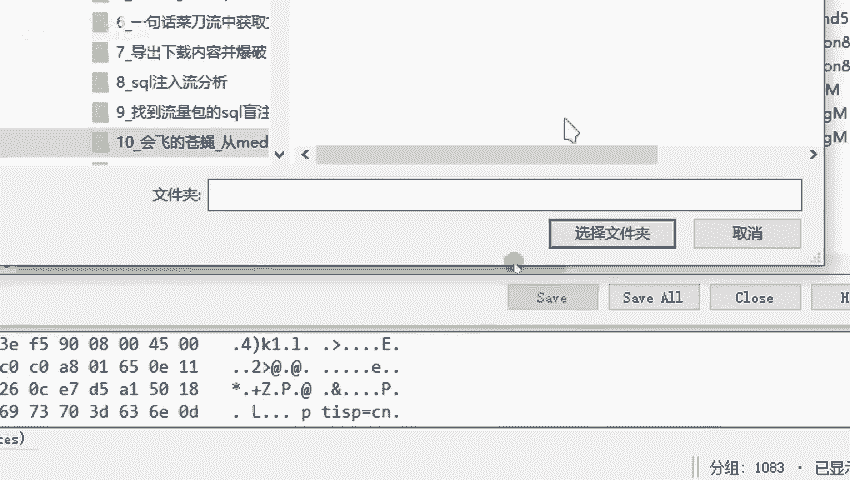 6_一句话菜刀流中获取
nd5
7_导出下载内容并爆破
on8
8_sql注入流分析
on8
M
9_找到流量包的sql盲注
gM
10_会飞的苍蝇_从med
gM
文件夹:
选择文件夹
取消
Save
Save All
Close
H
3e f5 90 08 00 45 00 .4)k1.l. .>....E.
c0 c0 a8 01 65 0e 11 ..2>@.@. .....e..
26 0c e7 d5 a1 50 18 *.+Z.P.@ .&....P.
69 73 70 3d 63 6e 0d . L... p tisp=cn.
ces)
分组: 1083 · 已显